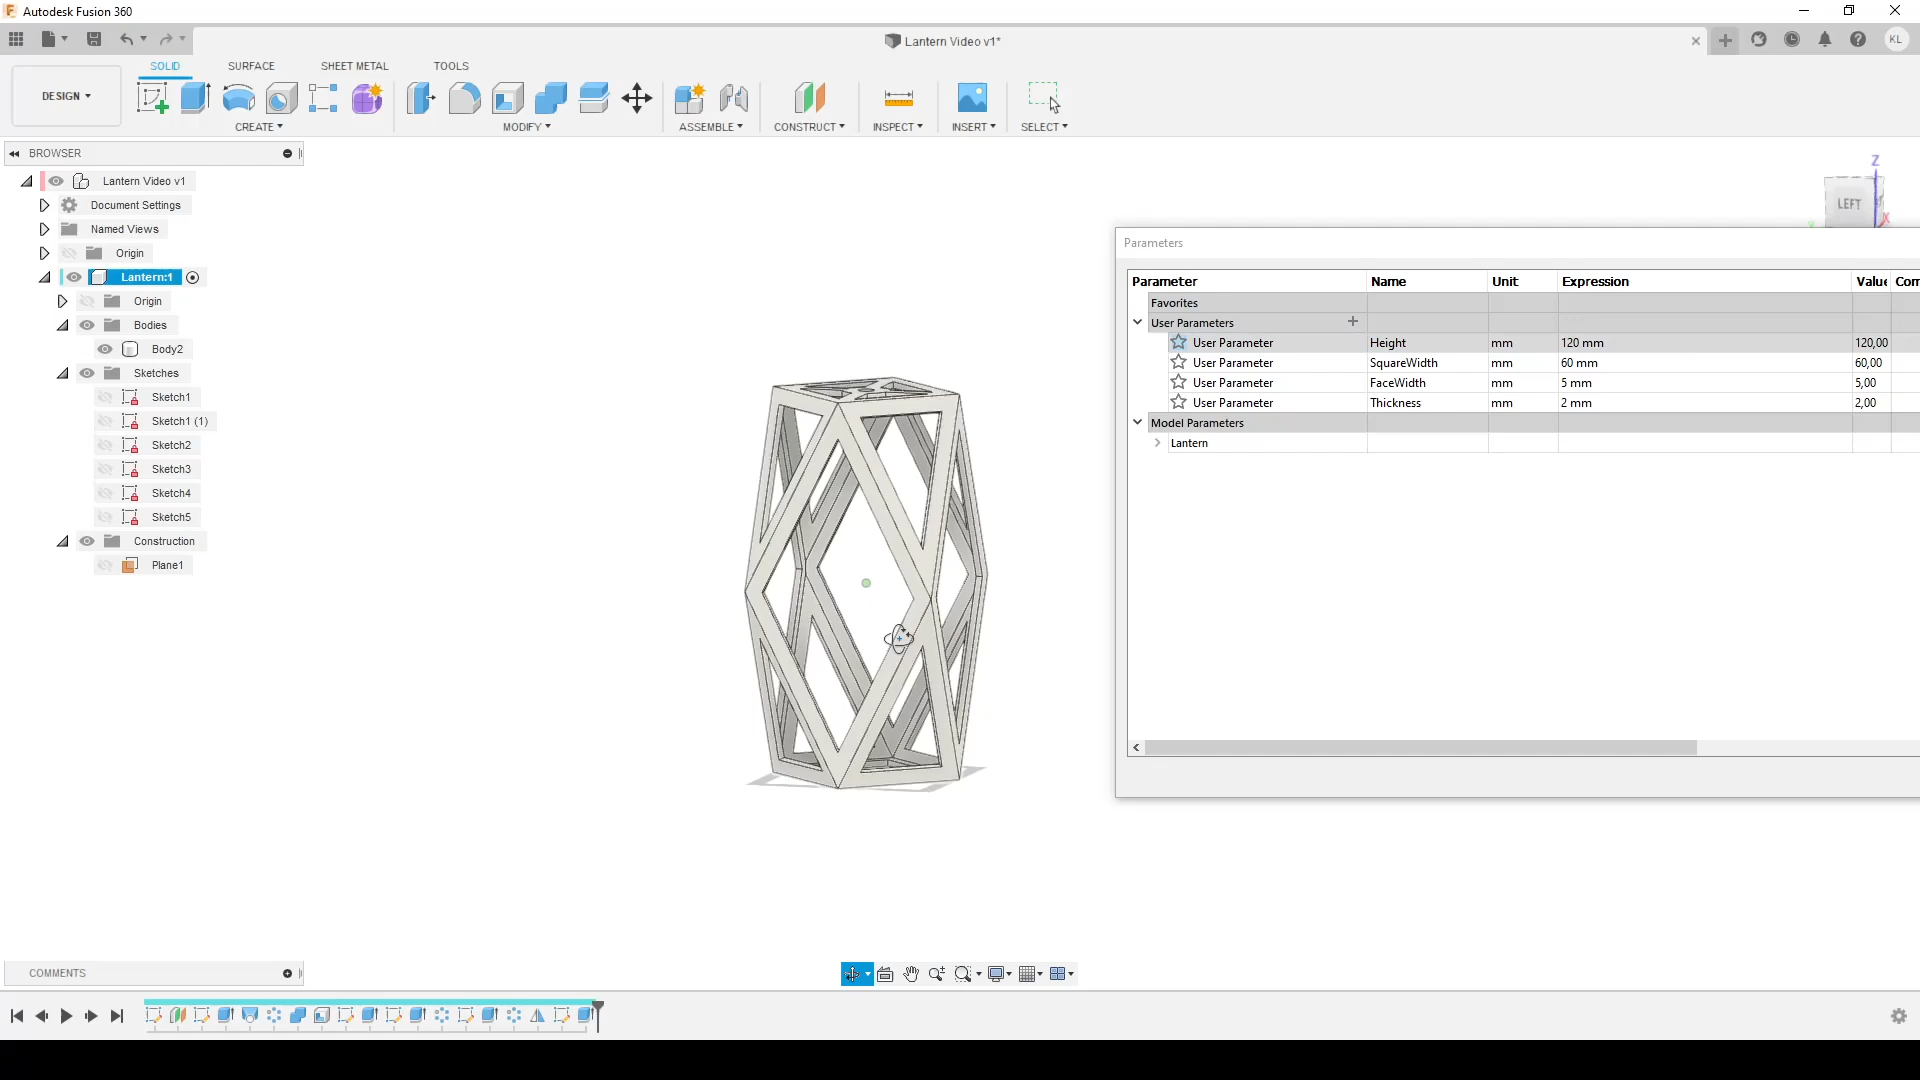 Autodesk Fusion 360
Lantern Video v1*
KL
DESIGN
SOLID
SURFACE
SHEET METAL
TOOLS
CREATE
MODIFY
ASSEMBLE
CONSTRUCT
INSPECT
INSERT
SELECT
BROWSER
Lantern Video v1
Document Settings
Named Views
Origin
Lantern:1
Origin
Bodies
Body2
Sketches
Sketch1
Sketch1 (1)
Sketch2
Sketch3
Sketch4
Sketch5
Construction
Plane1
Z
LEFT
X
Parameters
Parameter Name Unit Expression Value Com
Favorites
User Parameters
User Parameter Height mm 120 mm 120,00
User Parameter SquareWidth mm 60 mm 60,00
User Parameter FaceWidth mm 5 mm 5,00
User Parameter Thickness mm 2 mm 2,00
Model Parameters
Lantern
COMMENTS